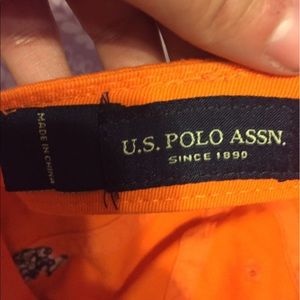 MADE IN CHINA
U.S. POLO ASSN.
SINCE 1890